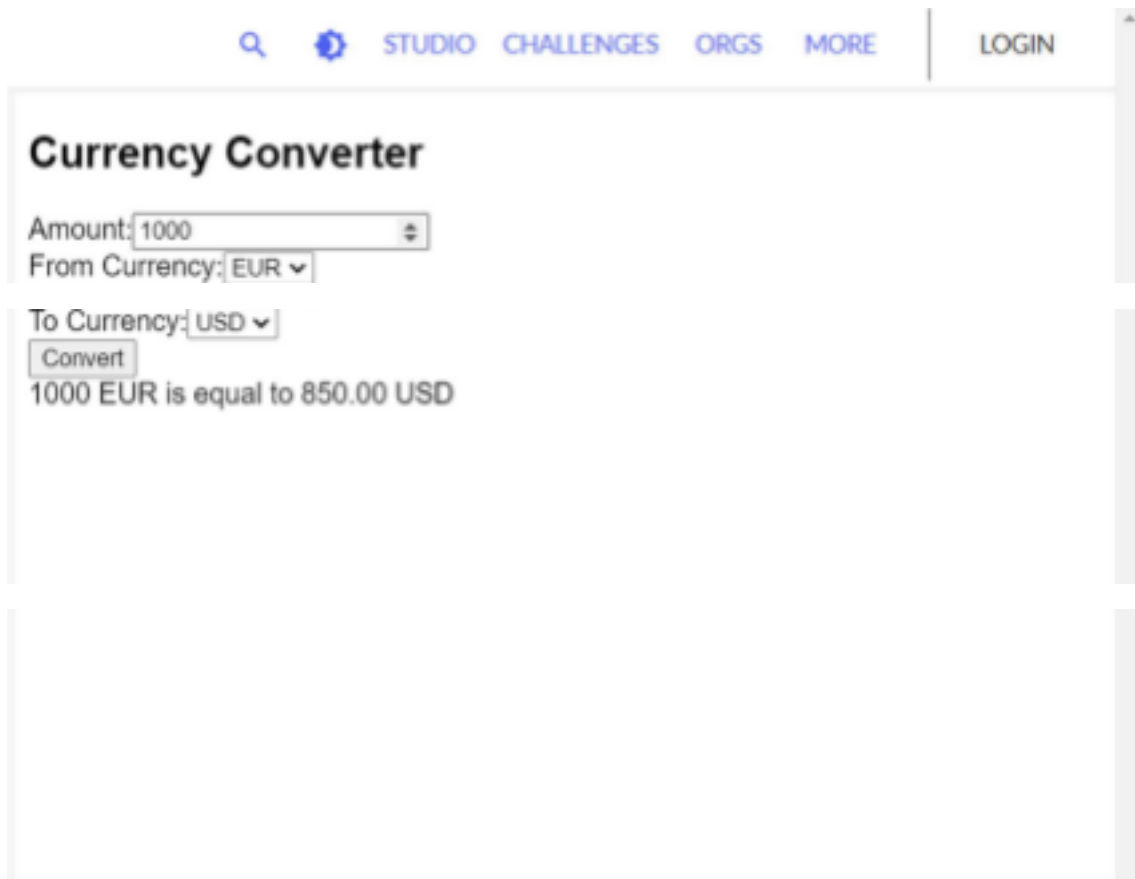 STUDIO CHALLENGES ORGS MORE LOGIN
Currency Converter
Amount: 1000
From Currency: EUR
To Currency: USD
Convert
1000 EUR is equal to 850.00 USD